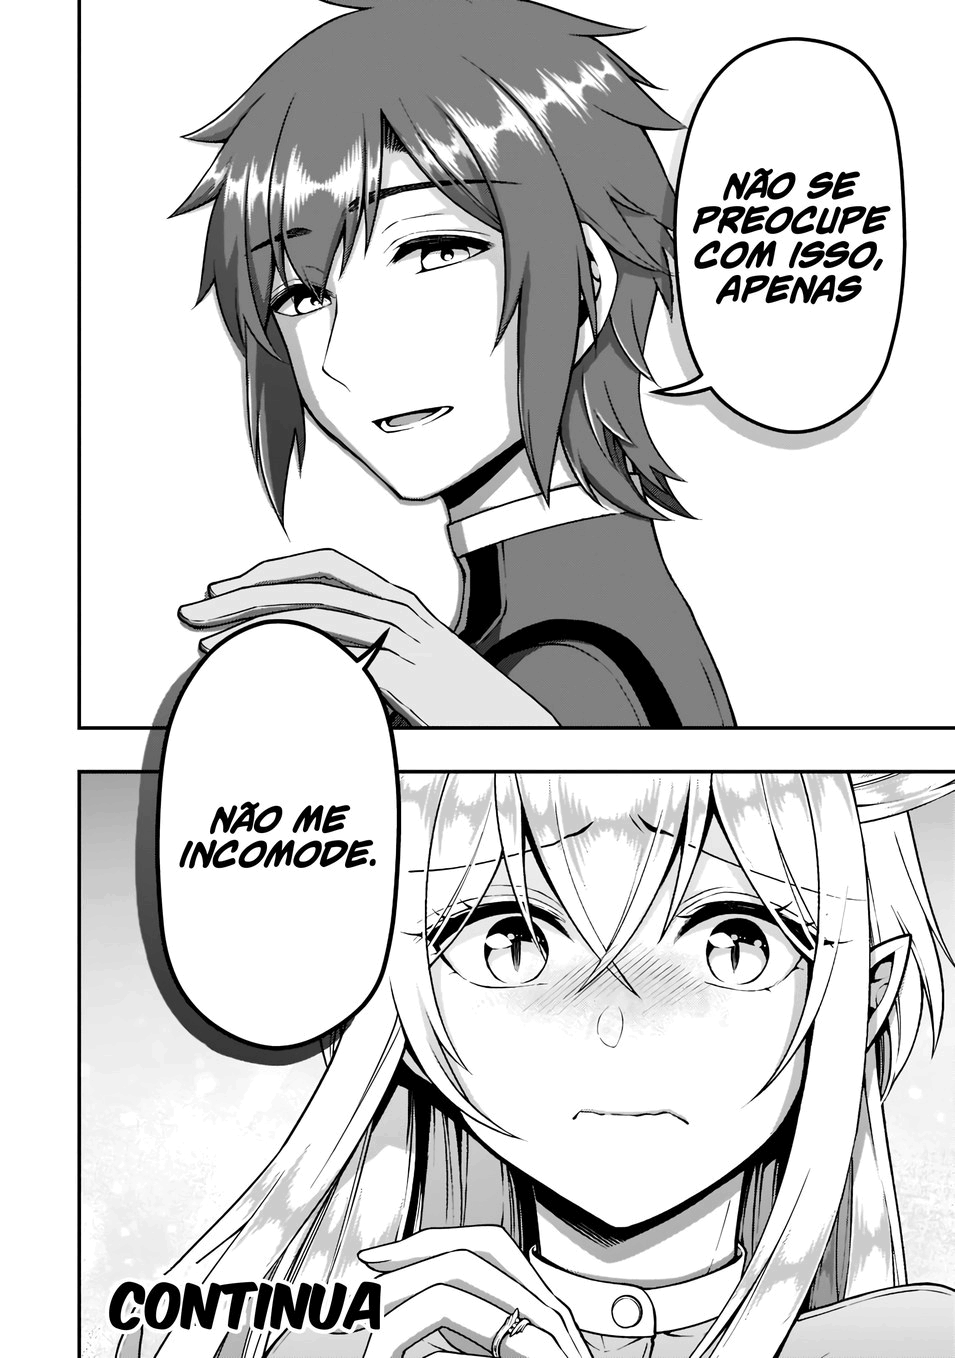 NÃO SE
PREOCUPE
COM ISSO,
APENAS
NÃO ME
INCOMODE.
CONTINUA